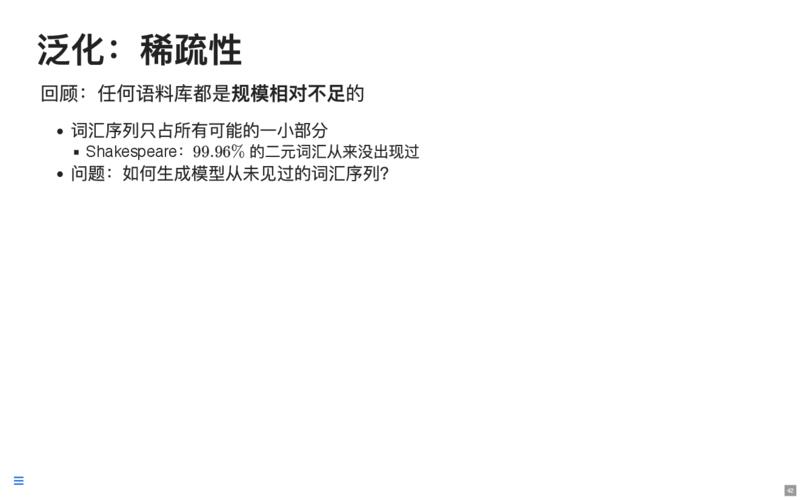 泛化：稀疏性
回顾：任何语料库都是规模相对不足的
词汇序列只占所有可能的一小部分
Shakespeare：99.96% 的二元词汇从来没出现过
问题：如何生成模型从未见过的词汇序列?
42